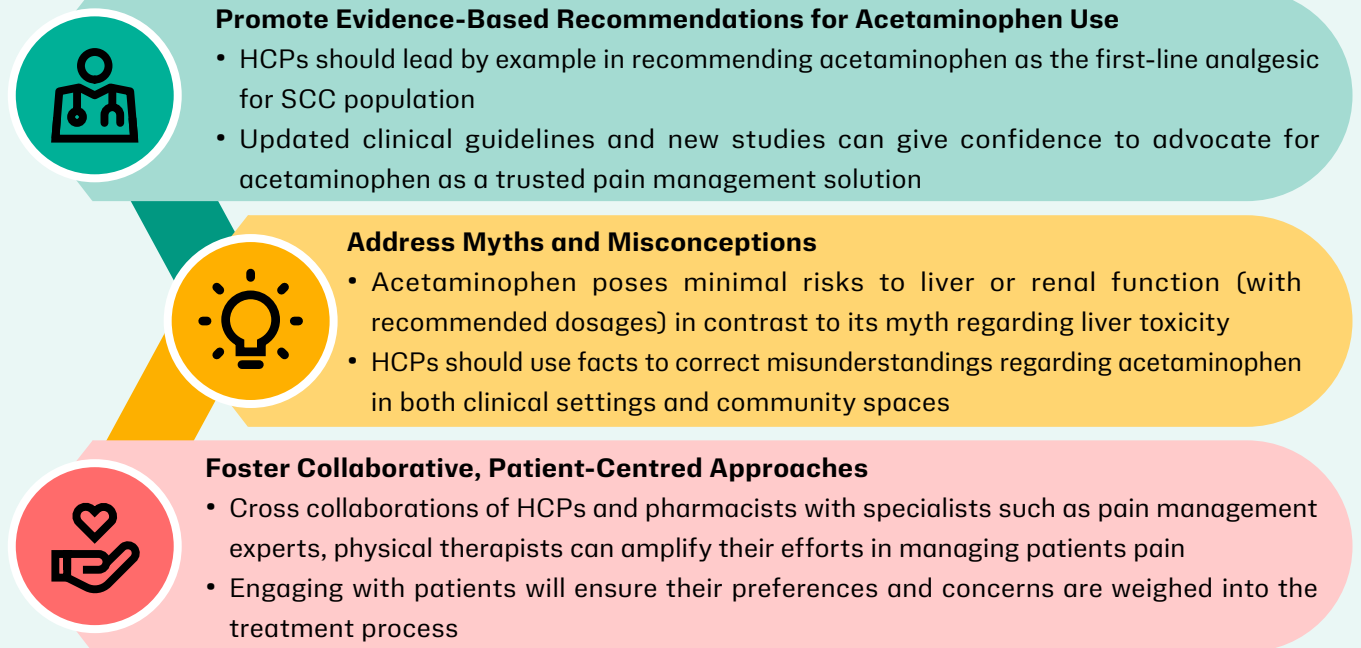 Promote Evidence-Based Recommendations for Acetaminophen Use
• HCPs should lead by example in recommending acetaminophen as the first-line analgesic
for SCC population
• Updated clinical guidelines and new studies can give confidence to advocate for
acetaminophen as a trusted pain management solution
Address Myths and Misconceptions
• Acetaminophen poses minimal risks to liver or renal function (with
recommended dosages) in contrast to its myth regarding liver toxicity
• HCPs should use facts to correct misunderstandings regarding acetaminophen
in both clinical settings and community spaces
Foster Collaborative, Patient-Centred Approaches
• Cross collaborations of HCPs and pharmacists with specialists such as pain management
experts, physical therapists can amplify their efforts in managing patients pain
• Engaging with patients will ensure their preferences and concerns are weighed into the
treatment process